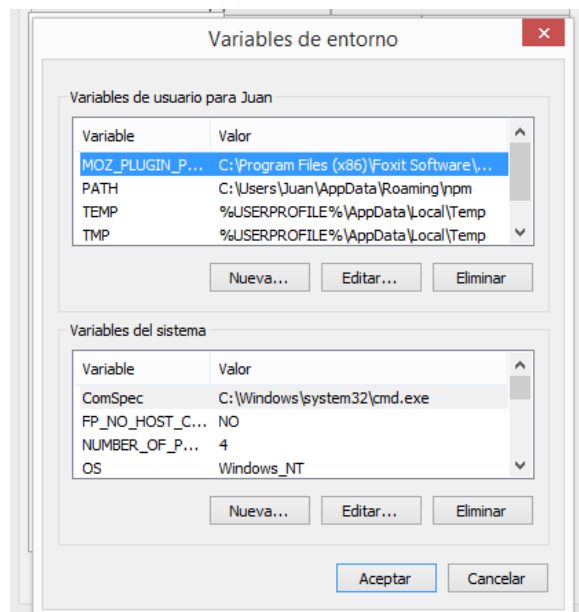 Variables de entorno
Variables de usuario para Juan
Variable Valor
MOZ_PLUGIN_P... C:\Program Files (x86)\Foxit Software\...
PATH C:\Users\Juan\AppData\Roaming\npm
TEMP %USERPROFILE%\AppData\Local\Temp
TMP %USERPROFILE%\AppData\Local\Temp
Nueva... Editar... Eliminar
Variables del sistema
Variable Valor
ComSpec C:\Windows\system32\cmd.exe
FP_NO_HOST_C... NO
NUMBER_OF_P... 4
OS Windows_NT
Nueva... Editar... Eliminar
Aceptar Cancelar